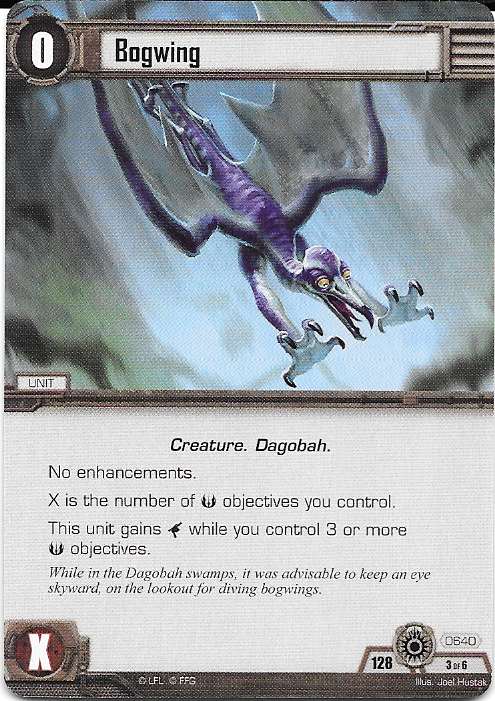 0
Bogwing
UNIT
Creature. Dagobah.
No enhancements.
X is the number of objectives you control.
This unit gains while you control 3 or more
objectives.
While in the Dagobah swamps, it was advisable to keep an eye
skyward, on the lookout for diving bogwings.
X
© LFL. © FFG
128
0640
3 OF 6
Illus. Joel Hustak